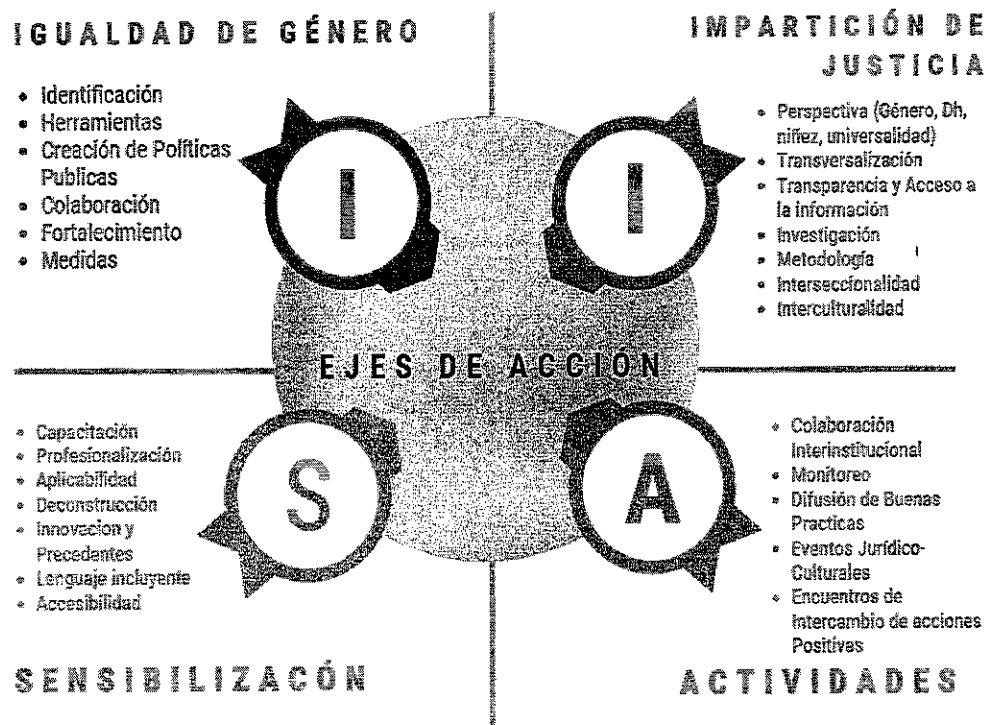 IGUALDAD DE GÉNERO
• Identificación
• Herramientas
• Creación de Políticas
Publicas
• Colaboración
• Fortalecimiento
• Medidas
I
IMPARTICIÓN DE
JUSTICIA
• Perspectiva (Género, Dh,
niñez, universalidad)
• Transversalización
• Transparencia y Acceso a
la información
• Investigación
• Metodología
• Interseccionalidad
• Interculturalidad
I
EJES DE ACCIÓN
• Capacitación
• Profesionalización
• Aplicabilidad
• Deconstrucción
• Innovacion y
Precedentes
• Lenguaje incluyente
• Accesibilidad
S
SENSIBILIZACÓN
A
• Colaboración
Interinstitucional
• Monitoreo
• Difusión de Buenas
Practicas
• Eventos Jurídico-
Culturales
• Encuentros de
Intercambio de acciones
Positivas
ACTIVIDADES